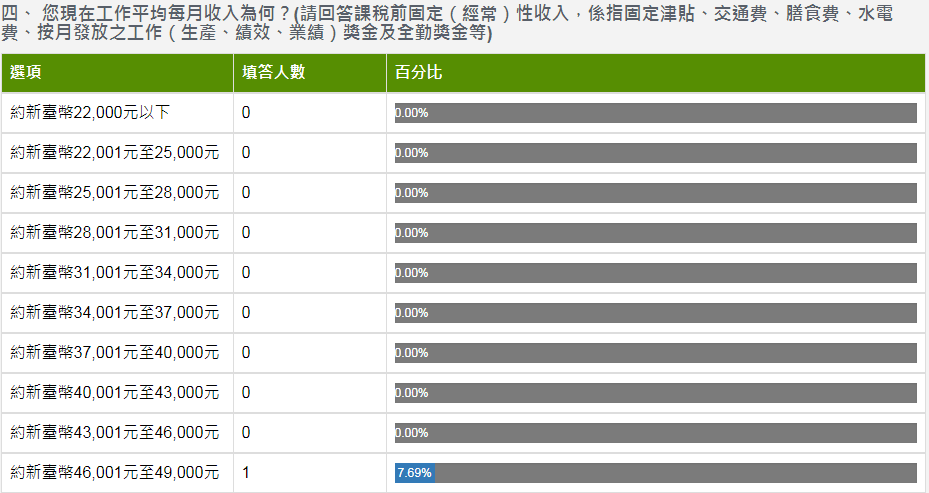 四、 您現在工作平均每月收入為何？(請回答課稅前固定（經常）性收入，係指固定津貼、交通費、膳食費、水電
費、按月發放之工作（生產、績效、業績）獎金及全勤獎金等)
選項 填答人數 百分比
約新臺幣22,000元以下 0 0.00%
約新臺幣22,001元至25,000元 0 0.00%
約新臺幣25,001元至28,000元 0 0.00%
約新臺幣28,001元至31,000元 0 0.00%
約新臺幣31,001元至34,000元 0 0.00%
約新臺幣34,001元至37,000元 0 0.00%
約新臺幣37,001元至40,000元 0 0.00%
約新臺幣40,001元至43,000元 0 0.00%
約新臺幣43,001元至46,000元 0 0.00%
約新臺幣46,001元至49,000元 1 7.69%